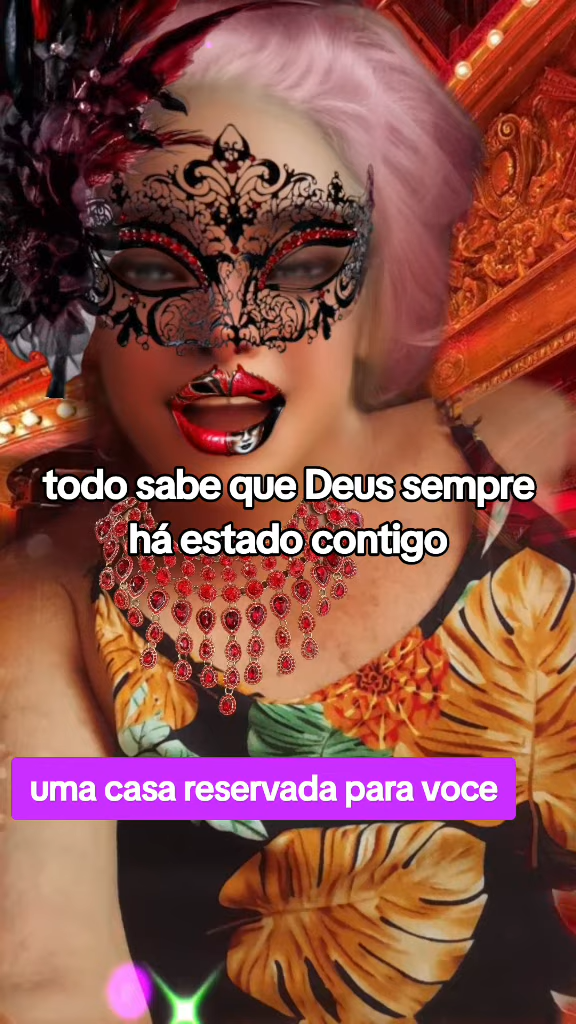 todo sabe que Deus sempre
há estado contigo
uma casa reservada para voce